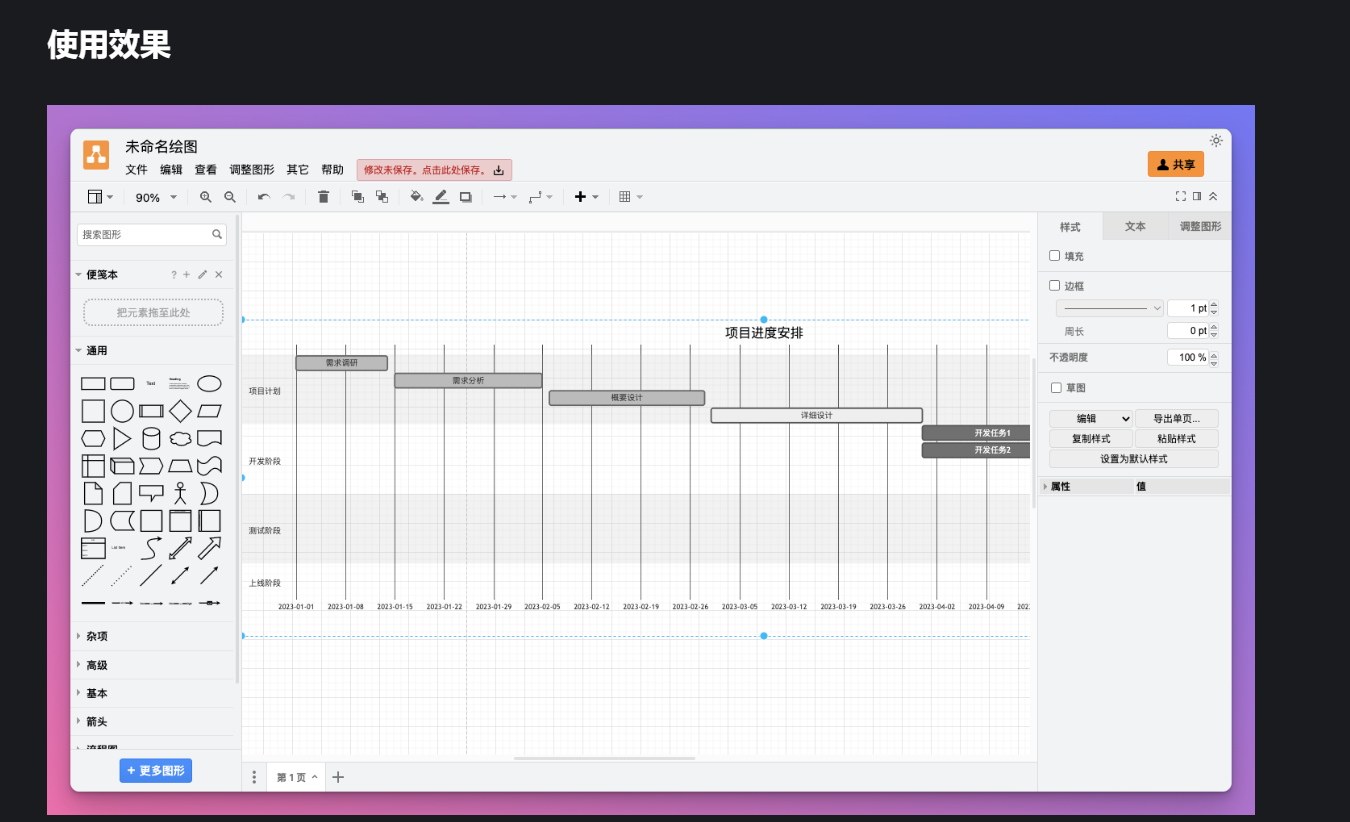 使用效果
未命名绘图
文件 编辑 查看 调整图形 其它 帮助 修改未保存。点击此处保存。
共享
90%
搜索图形
便笺本 ?
把元素拖至此处
通用
Text
Heading
List Item
杂项
高级
基本
箭头
流程图
+ 更多图形
项目进度安排
项目计划
开发阶段
测试阶段
上线阶段
需求调研
需求分析
概要设计
详细设计
开发任务1
开发任务2
2023-01-01 2023-01-08 2023-01-15 2023-01-22 2023-01-29 2023-02-05 2023-02-12 2023-02-19 2023-02-26 2023-03-05 2023-03-12 2023-03-19 2023-03-26 2023-04-02 2023-04-09 202
第 1 页
样式 文本 调整图形
填充
边框
1 pt
周长 0 pt
不透明度 100 %
草图
编辑 导出单页...
复制样式 粘贴样式
设置为默认样式
属性 值